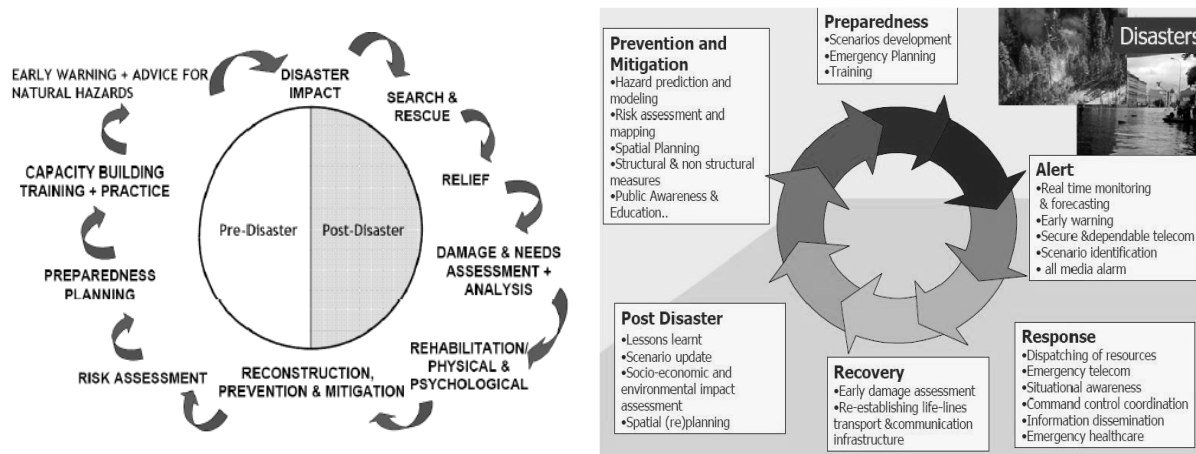 DISASTER
IMPACT
SEARCH &
RESCUE
RELIEF
DAMAGE & NEEDS
ASSESSMENT +
ANALYSIS
REHABILITATION/
PHYSICAL &
PSYCHOLOGICAL
RECONSTRUCTION,
PREVENTION & MITIGATION
RISK ASSESSMENT
PREPAREDNESS
PLANNING
CAPACITY BUILDING
TRAINING + PRACTICE
EARLY WARNING + ADVICE FOR
NATURAL HAZARDS
Pre-Disaster
Post-Disaster
Disasters
Preparedness
•Scenarios development
•Emergency Planning
•Training
Prevention and
Mitigation
•Hazard prediction and
modeling
•Risk assessment and
mapping
•Spatial Planning
•Structural & non structural
measures
•Public Awareness &
Education..
Alert
•Real time monitoring
& forecasting
•Early warning
•Secure &dependable telecom
•Scenario identification
• all media alarm
Post Disaster
•Lessons learnt
•Scenario update
•Socio-economic and
environmental impact
assessment
•Spatial (re)planning
Recovery
•Early damage assessment
•Re-establishing life-lines
transport &communication
infrastructure
Response
•Dispatching of resources
•Emergency telecom
•Situational awareness
•Command control coordination
•Information dissemination
•Emergency healthcare